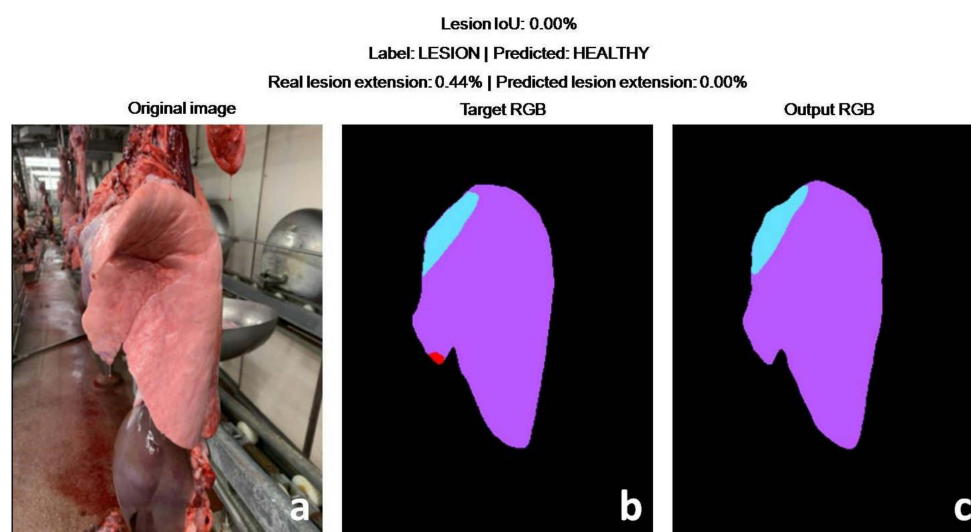 Lesion IoU: 0.00%
Label: LESION | Predicted: HEALTHY
Real lesion extension: 0.44% | Predicted lesion extension: 0.00%
Original image
Target RGB
Output RGB
a
b
c